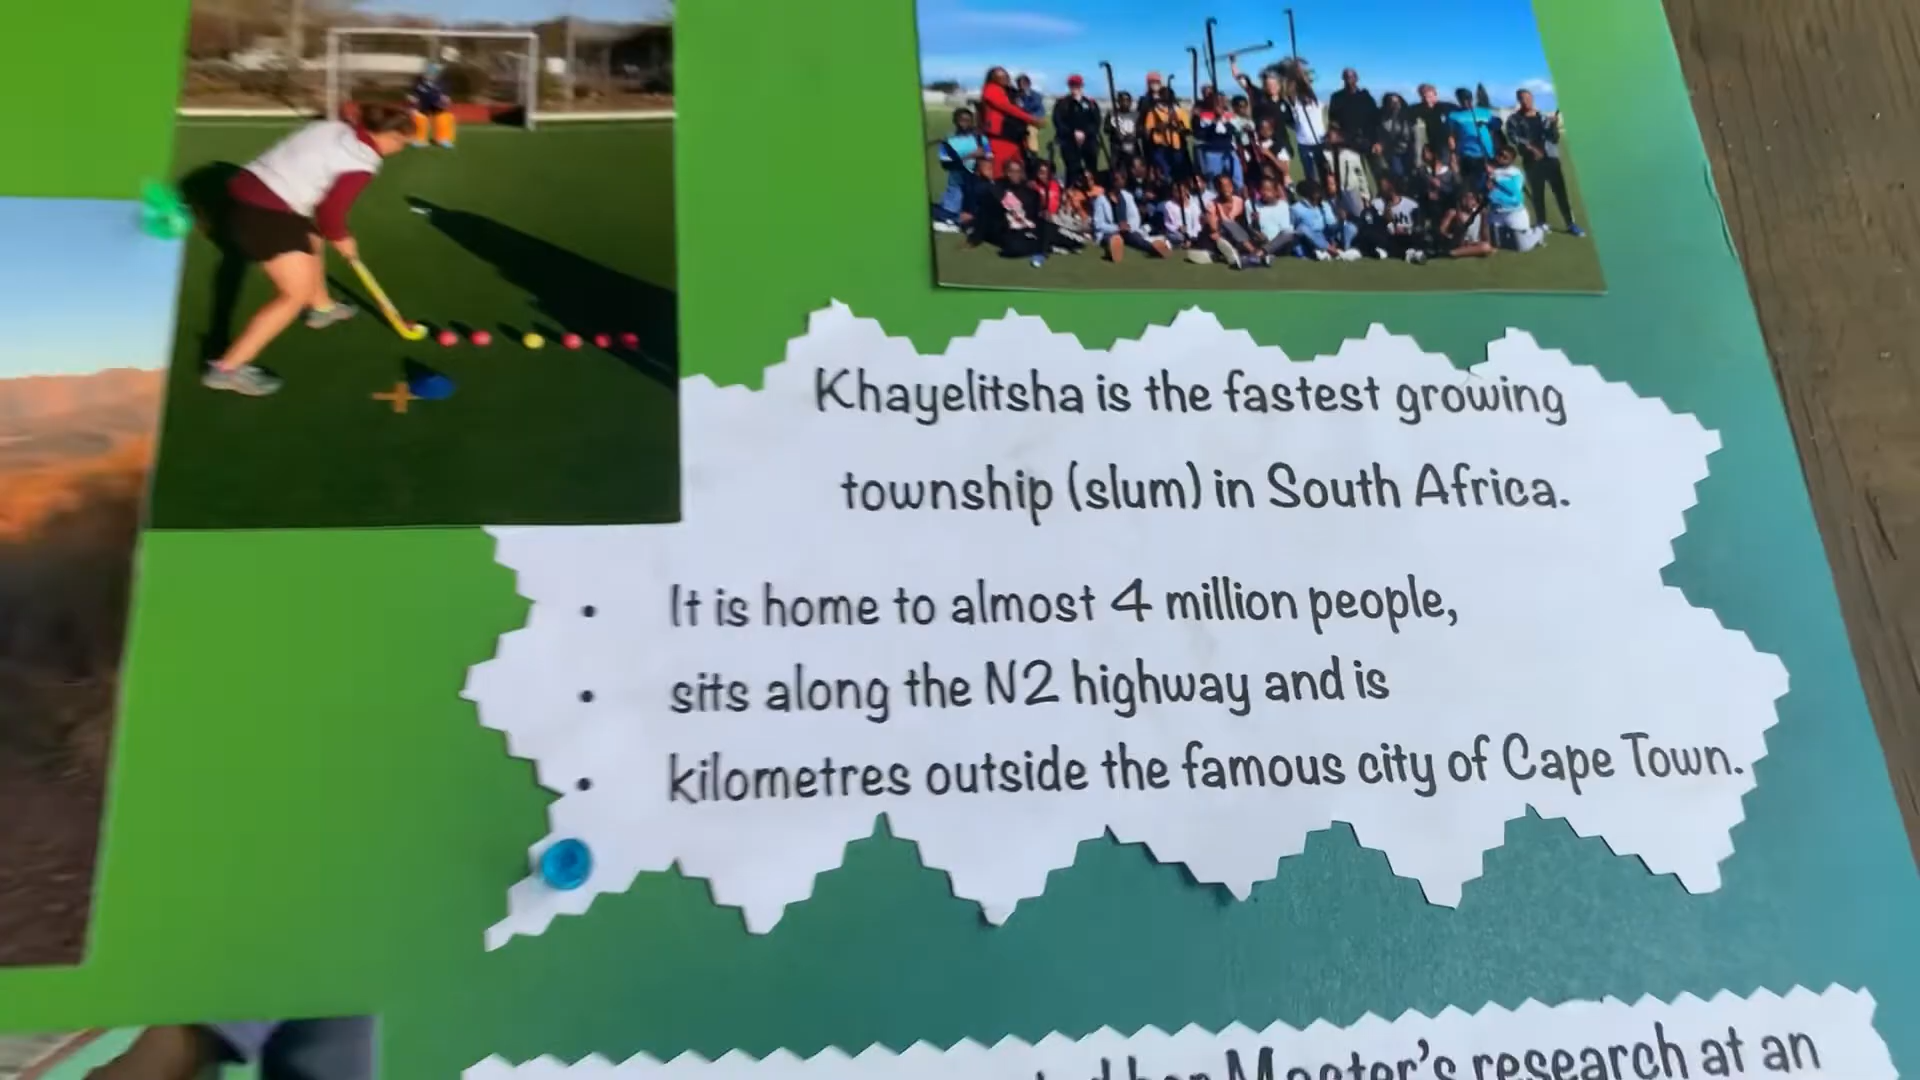 Khayelitsha is the fastest growing
township (slum) in South Africa.
• It is home to almost 4 million people,
• sits along the N2 highway and is
• kilometres outside the famous city of Cape Town.
Master's research at an